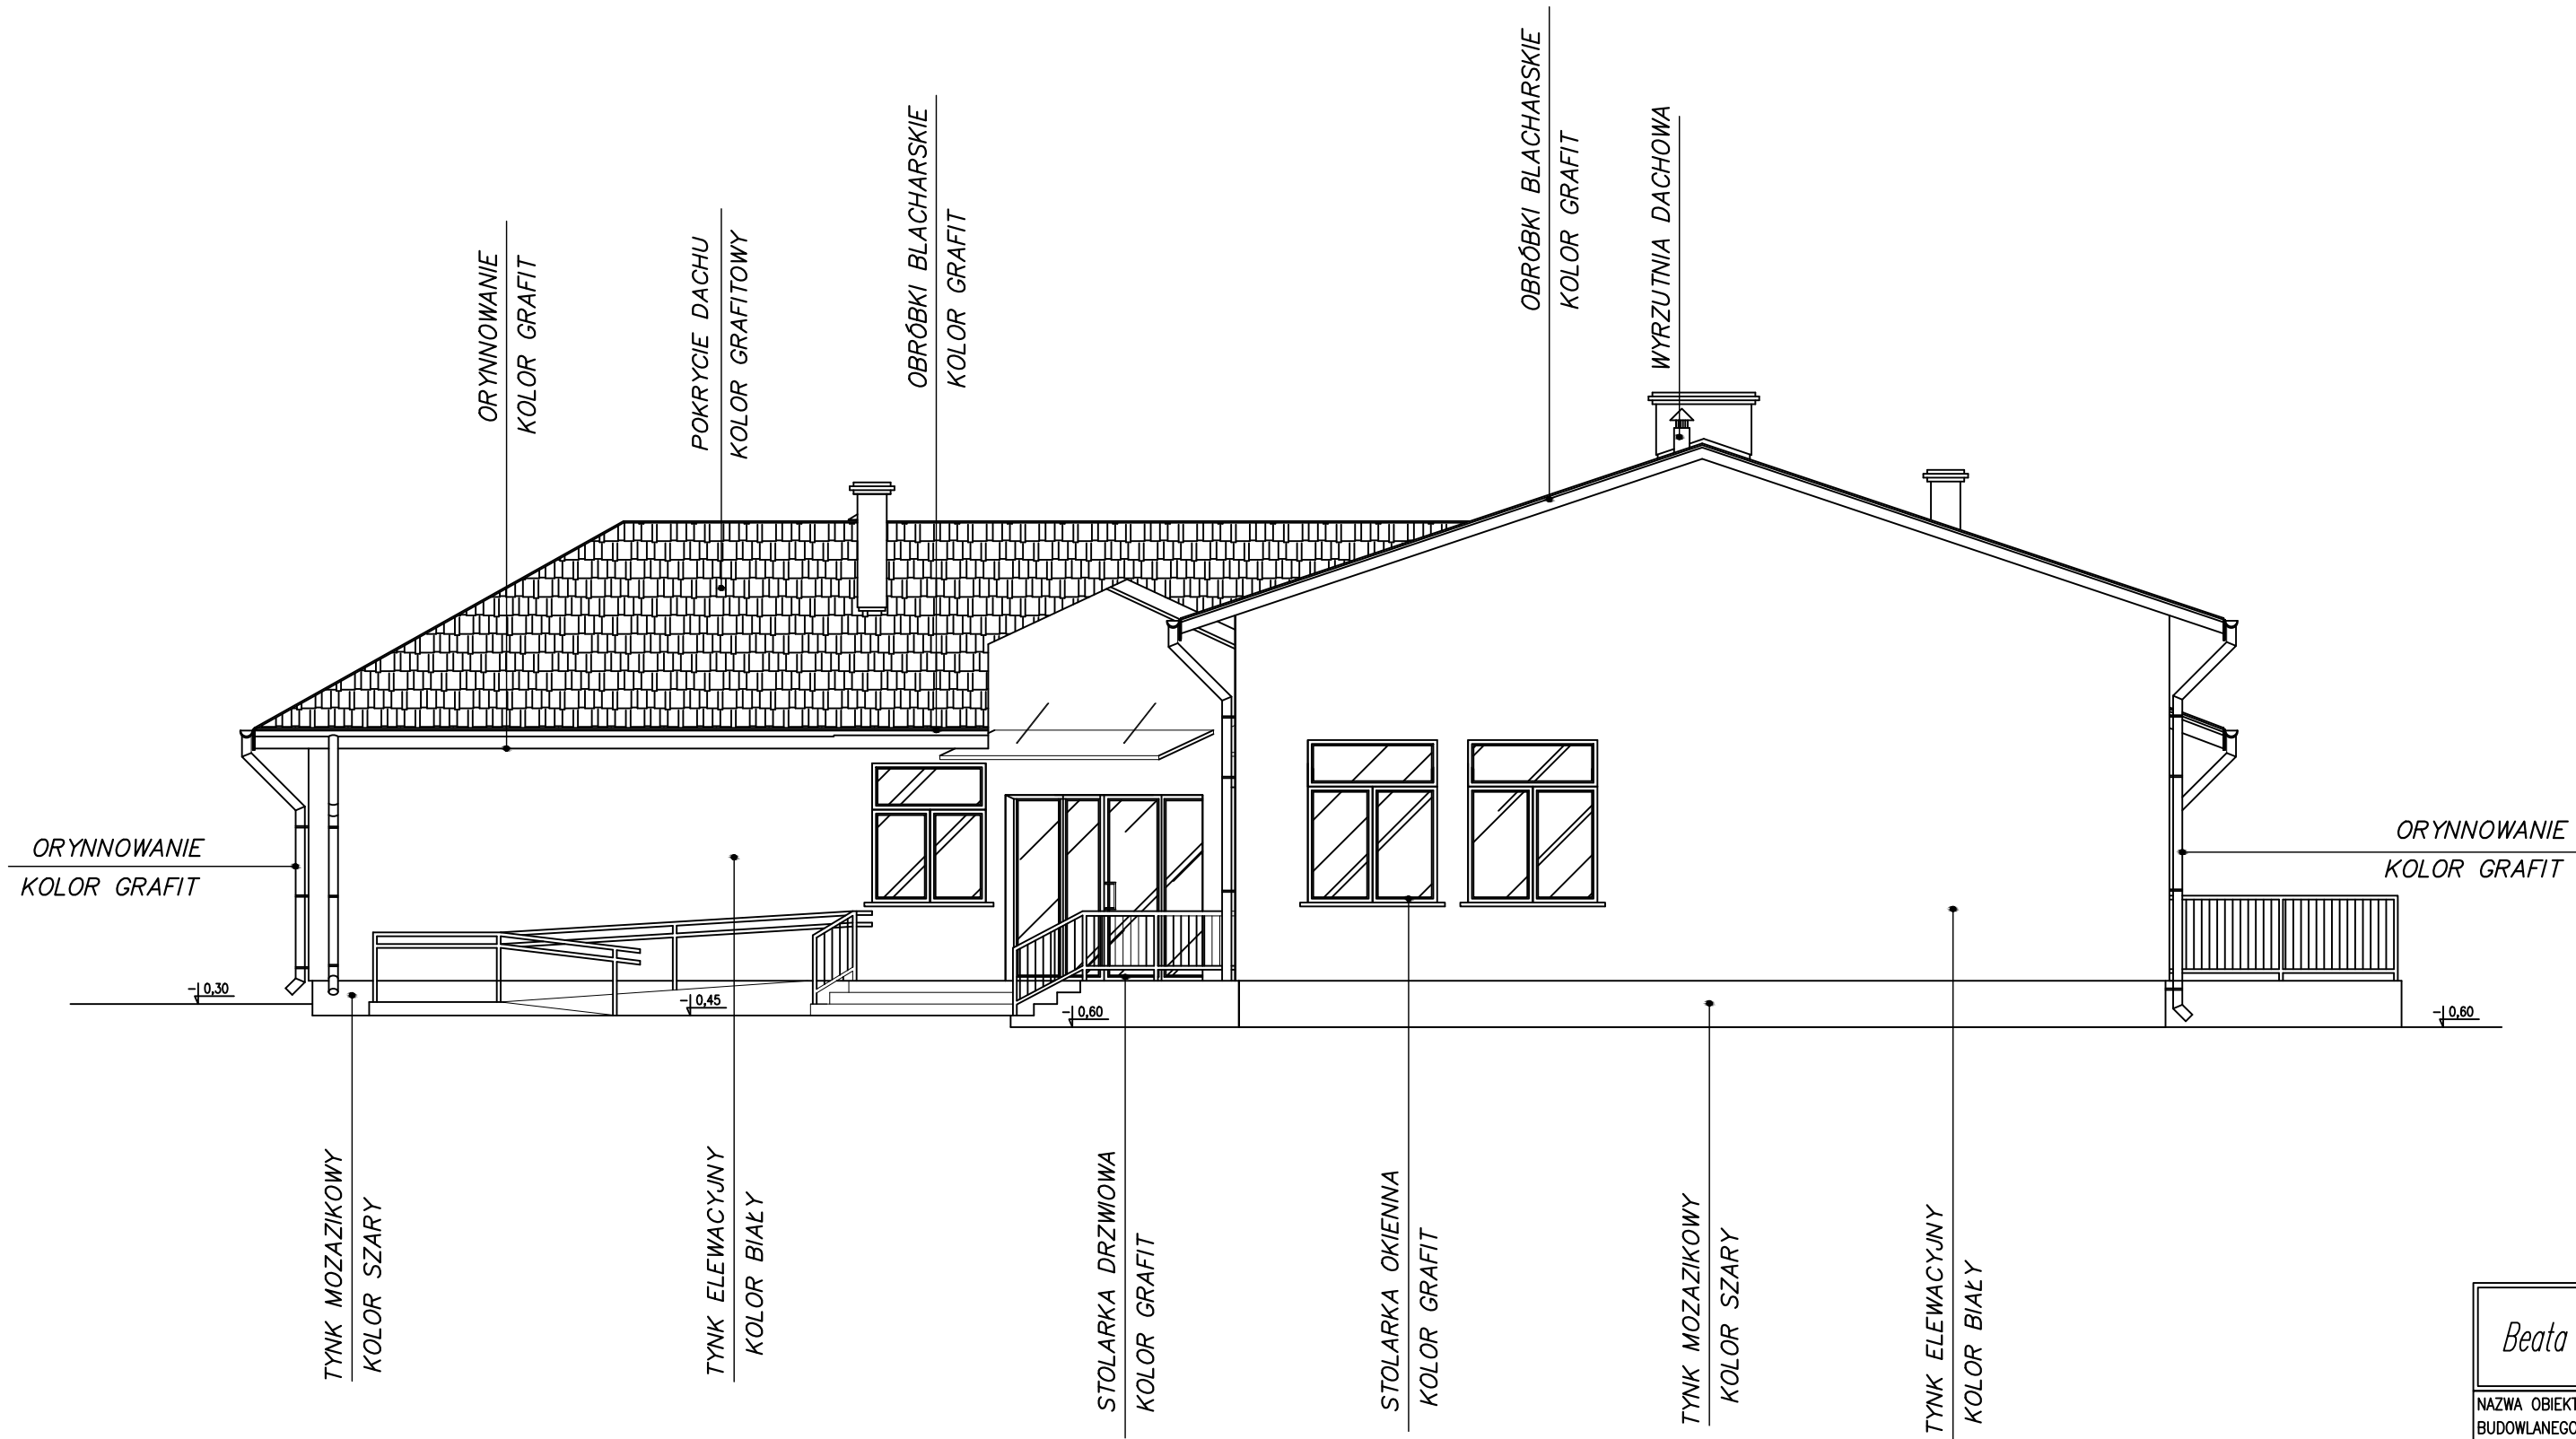 ORYNNOWANIE
KOLOR GRAFIT
POKRYCIE DACHU
KOLOR GRAFITOWY
OBRÓBKI BLACHARSKIE
KOLOR GRAFIT
OBRÓBKI BLACHARSKIE
KOLOR GRAFIT
WYRZUTNIA DACHOWA
ORYNNOWANIE
KOLOR GRAFIT
ORYNNOWANIE
KOLOR GRAFIT
- 0,30
- 0,45
- 0,60
- 0,60
TYNK MOZAZIKOWY
KOLOR SZARY
TYNK ELEWACYJNY
KOLOR BIAŁY
STOLARKA DRZWIOWA
KOLOR GRAFIT
STOLARKA OKIENNA
KOLOR GRAFIT
TYNK MOZAZIKOWY
KOLOR SZARY
TYNK ELEWACYJNY
KOLOR BIAŁY
Beata
NAZWA OBIEKT
BUDOWLANEGO